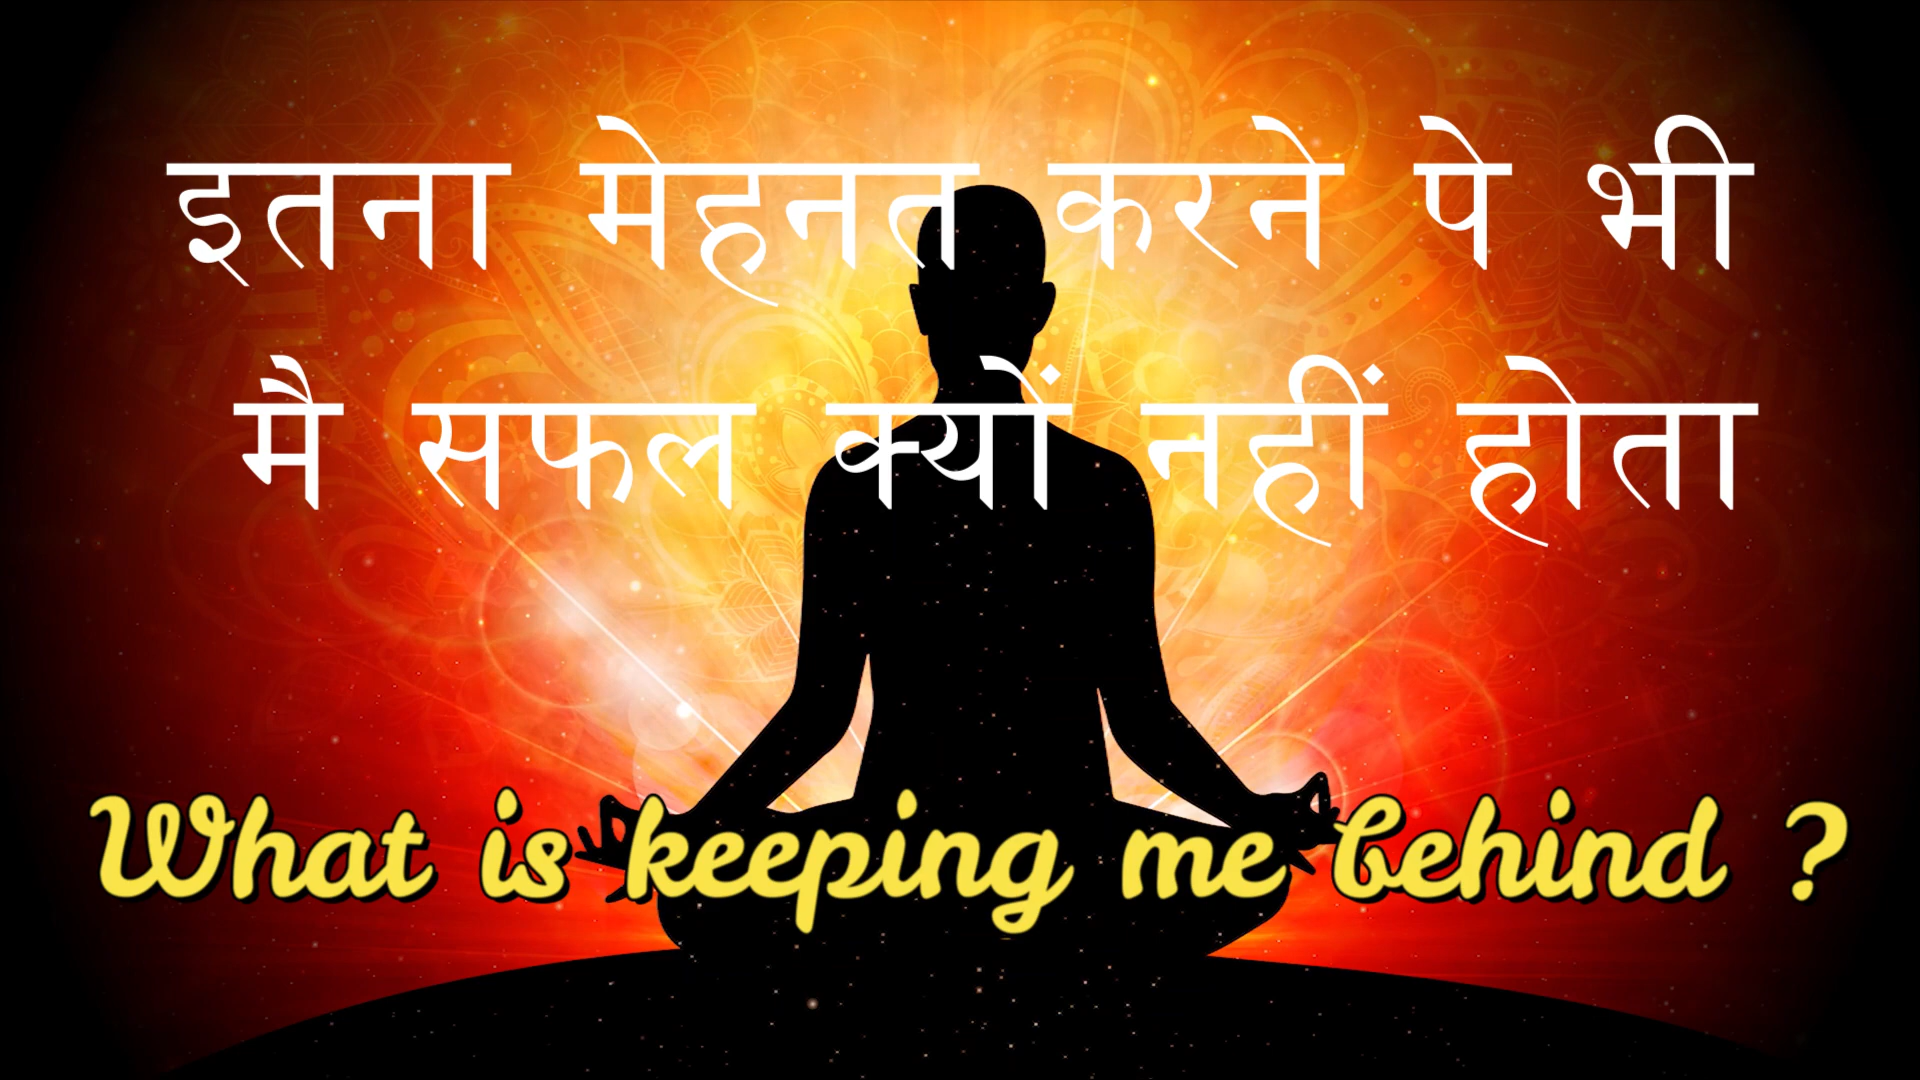 इतना मेहनत करने पे भी
मै सफल क्यों नहीं होता
What is keeping me behind ?